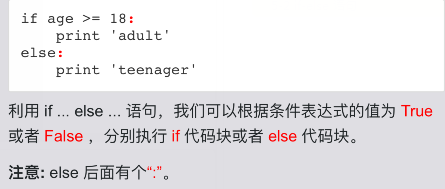 if age >= 18:
    print 'adult'
else:
    print 'teenager'
利用 if ... else ... 语句，我们可以根据条件表达式的值为 True
或者 False ，分别执行 if 代码块或者 else 代码块。
注意: else 后面有个“:”。